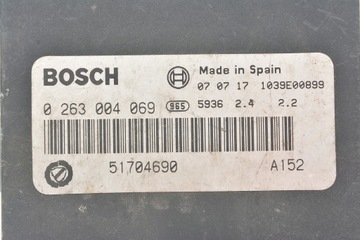 BOSCH
Made in Spain
07 07 17 1039E00899
0 263 004 069 965 5936 2.4 2.2
51704690 A152